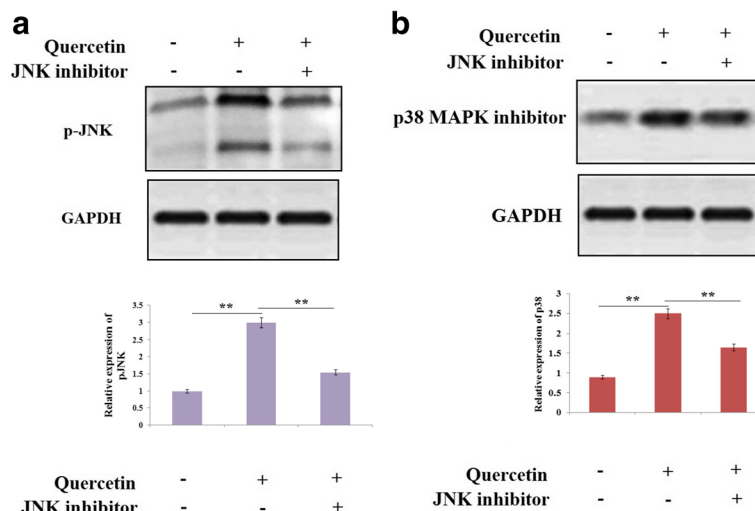 a
Quercetin - + +
JNK inhibitor - - +
p-JNK
GAPDH
Relative expression of pJNK
3.5
3
2.5
2
1.5
1
0.5
0
** **
Quercetin - + +
JNK inhibitor - - +
b
Quercetin - + +
JNK inhibitor - - +
p38 MAPK inhibitor
GAPDH
Relative expression of p38
3
2.5
2
1.5
1
0.5
0
** **
Quercetin - + +
JNK inhibitor - - +